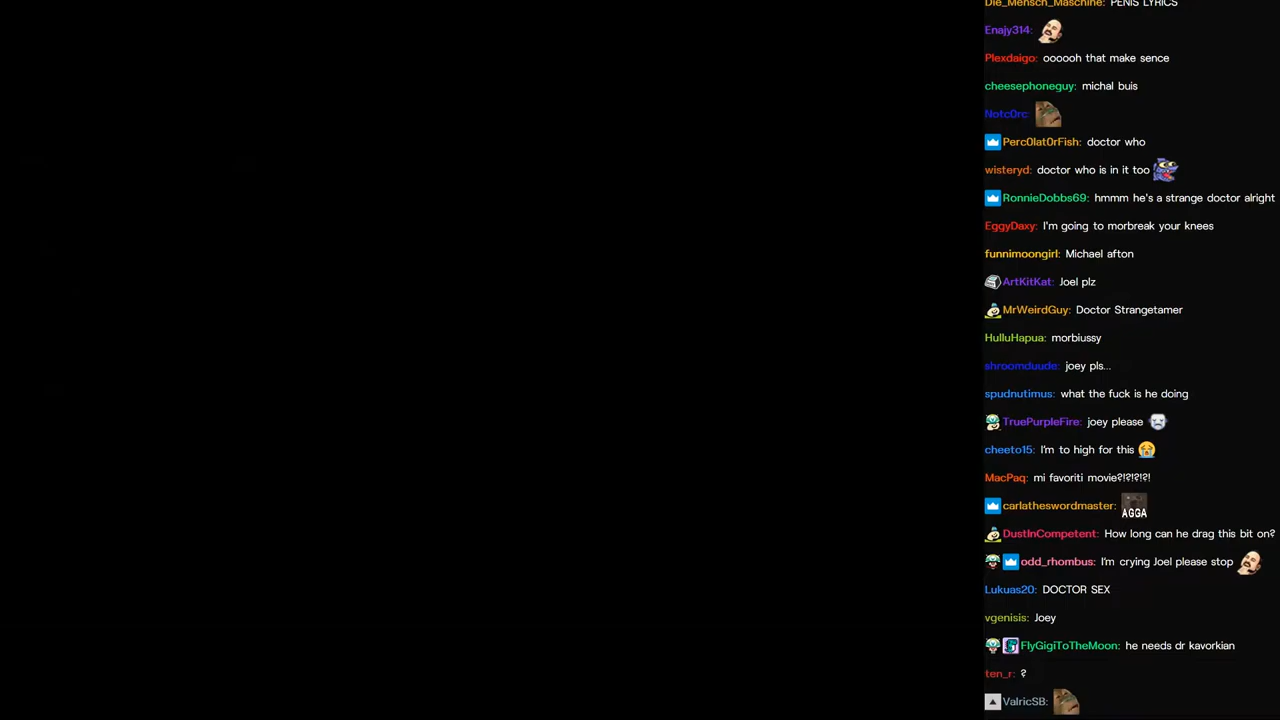 Die_Mensch_Maschine: PENIS LYRICS
Enajy314:
Plexdaigo: oooooh that make sence
cheesephoneguy: michal buis
Notc0rc:
Perc0lat0rFish: doctor who
wisteryd: doctor who is in it too
RonnieDobbs69: hmmm he's a strange doctor alright
EggyDaxy: I'm going to morbreak your knees
funnimoongirl: Michael afton
ArtKitKat: Joel plz
MrWeirdGuy: Doctor Strangetamer
HulluHapua: morbiussy
shroomduude: joey pls...
spudnutimus: what the fuck is he doing
TruePurpleFire: joey please
cheeto15: I'm to high for this
MacPaq: mi favoriti movie?!?!?!?!
carlatheswordmaster: AGGA
DustInCompetent: How long can he drag this bit on?
odd_rhombus: I'm crying Joel please stop
Lukuas20: DOCTOR SEX
vgenisis: Joey
FlyGigiToTheMoon: he needs dr kavorkian
ten_r: ?
ValricSB: